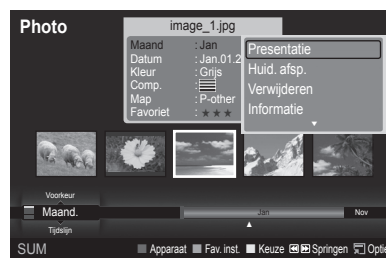 Photo
image_1.jpg
Maand : Jan
Datum : Jan.01.2
Kleur : Grijs
Comp. :
Map : P-other
Favoriet : ★ ★ ★
Presentatie
Huid. afsp.
Verwijderen
Informatie
Voorkeur
Maand.
Tijdslijn
Jan
Nov
SUM
Apparaat Fav. inst. Keuze Springen Optie